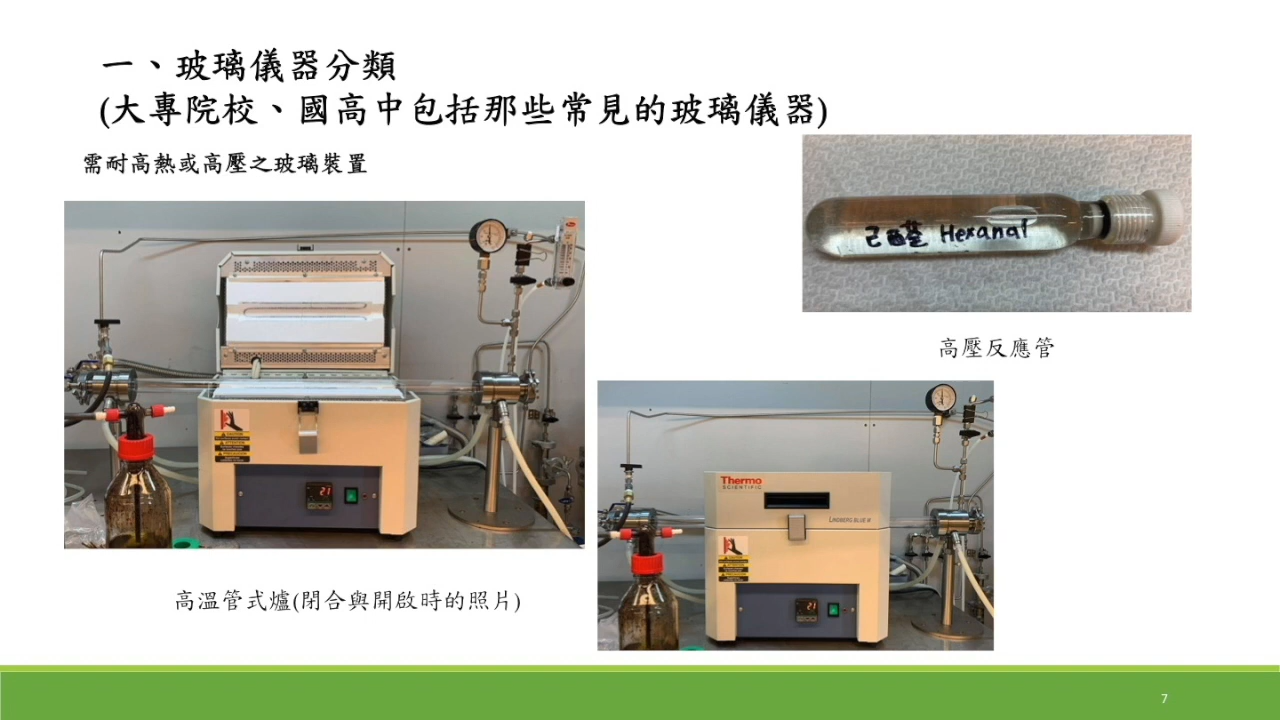 一、玻璃儀器分類
(大專院校、國高中包括那些常見的玻璃儀器)
需耐高熱或高壓之玻璃裝置
己醛 Hexanal
高壓反應管
21
Thermo
SCIENTIFIC
LINDBERG BLUE M
21
高溫管式爐(閉合與開啟時的照片)
7